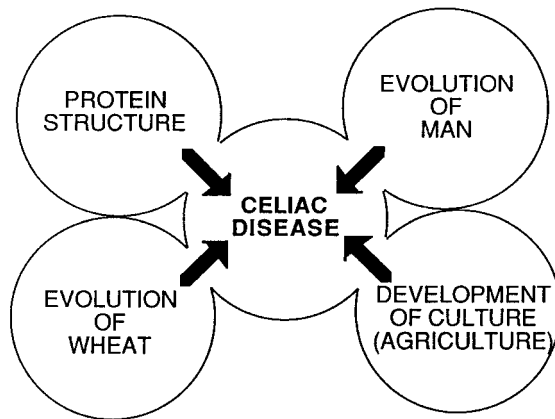 PROTEIN
STRUCTURE
EVOLUTION
OF
MAN
CELIAC
DISEASE
EVOLUTION
OF
WHEAT
DEVELOPMENT
OF CULTURE
(AGRICULTURE)